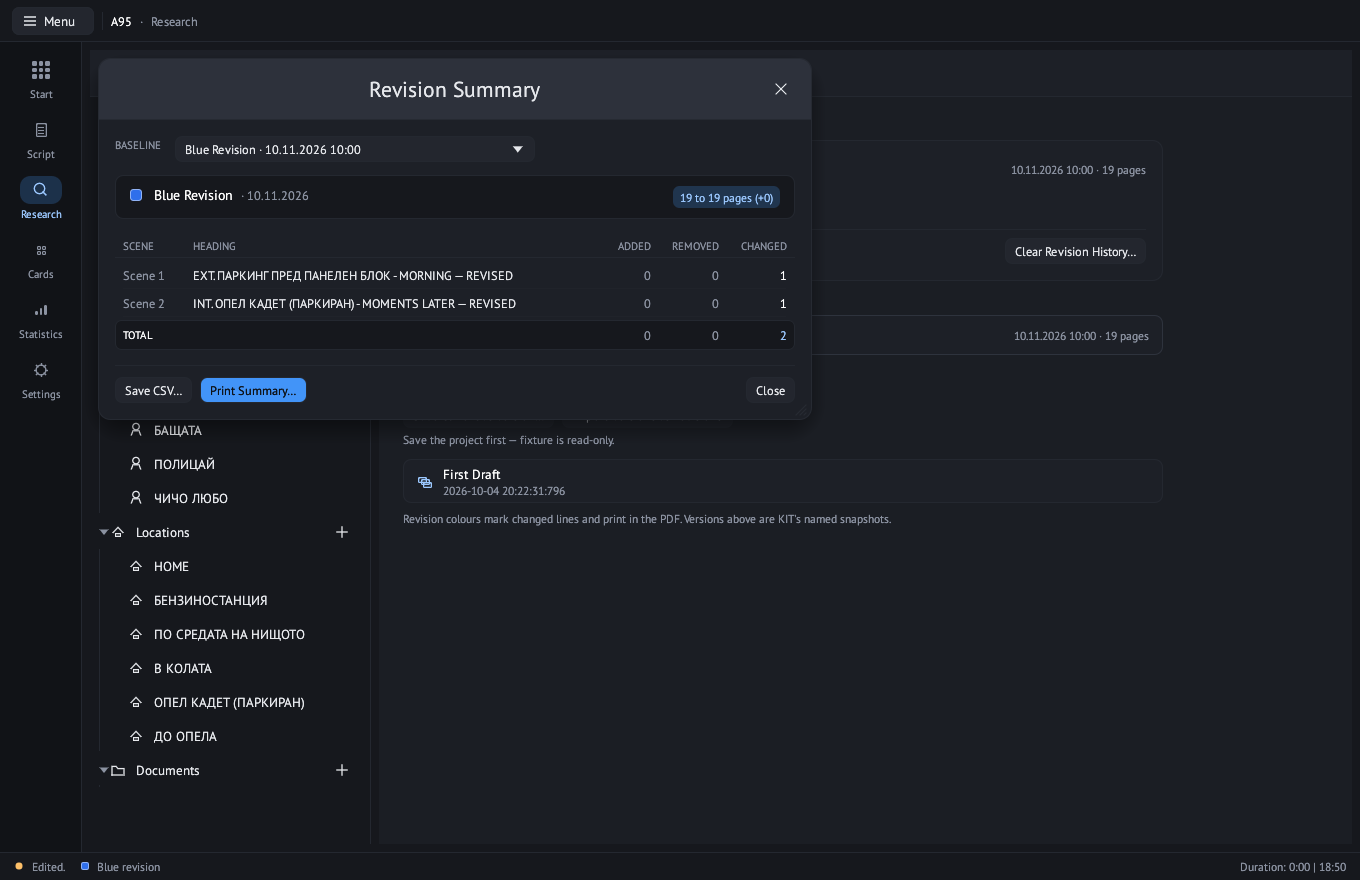 Menu
A95 · Research
Start
Script
Research
Cards
Statistics
Settings
Revision Summary
BASELINE
Blue Revision · 10.11.2026 10:00
Blue Revision · 10.11.2026
19 to 19 pages (+0)
SCENE HEADING ADDED REMOVED CHANGED
Scene 1 EXT. ПАРКИНГ ПРЕД ПАНЕЛЕН БЛОК - MORNING — REVISED 0 0 1
Scene 2 INT. ОПЕЛ КАДЕТ (ПАРКИРАН) - MOMENTS LATER — REVISED 0 0 1
TOTAL 0 0 2
Save CSV...
Print Summary...
Close
10.11.2026 10:00 · 19 pages
Clear Revision History...
10.11.2026 10:00 · 19 pages
БАЩАТА
ПОЛИЦАЙ
ЧИЧО ЛЮБО
Locations
HOME
БЕНЗИНОСТАНЦИЯ
ПО СРЕДАТА НА НИЩОТО
В КОЛАТА
ОПЕЛ КАДЕТ (ПАРКИРАН)
ДО ОПЕЛА
Documents
Save the project first — fixture is read-only.
First Draft
2026-10-04 20:22:31:796
Revision colours mark changed lines and print in the PDF. Versions above are KIT's named snapshots.
Edited.
Blue revision
Duration: 0:00 | 18:50